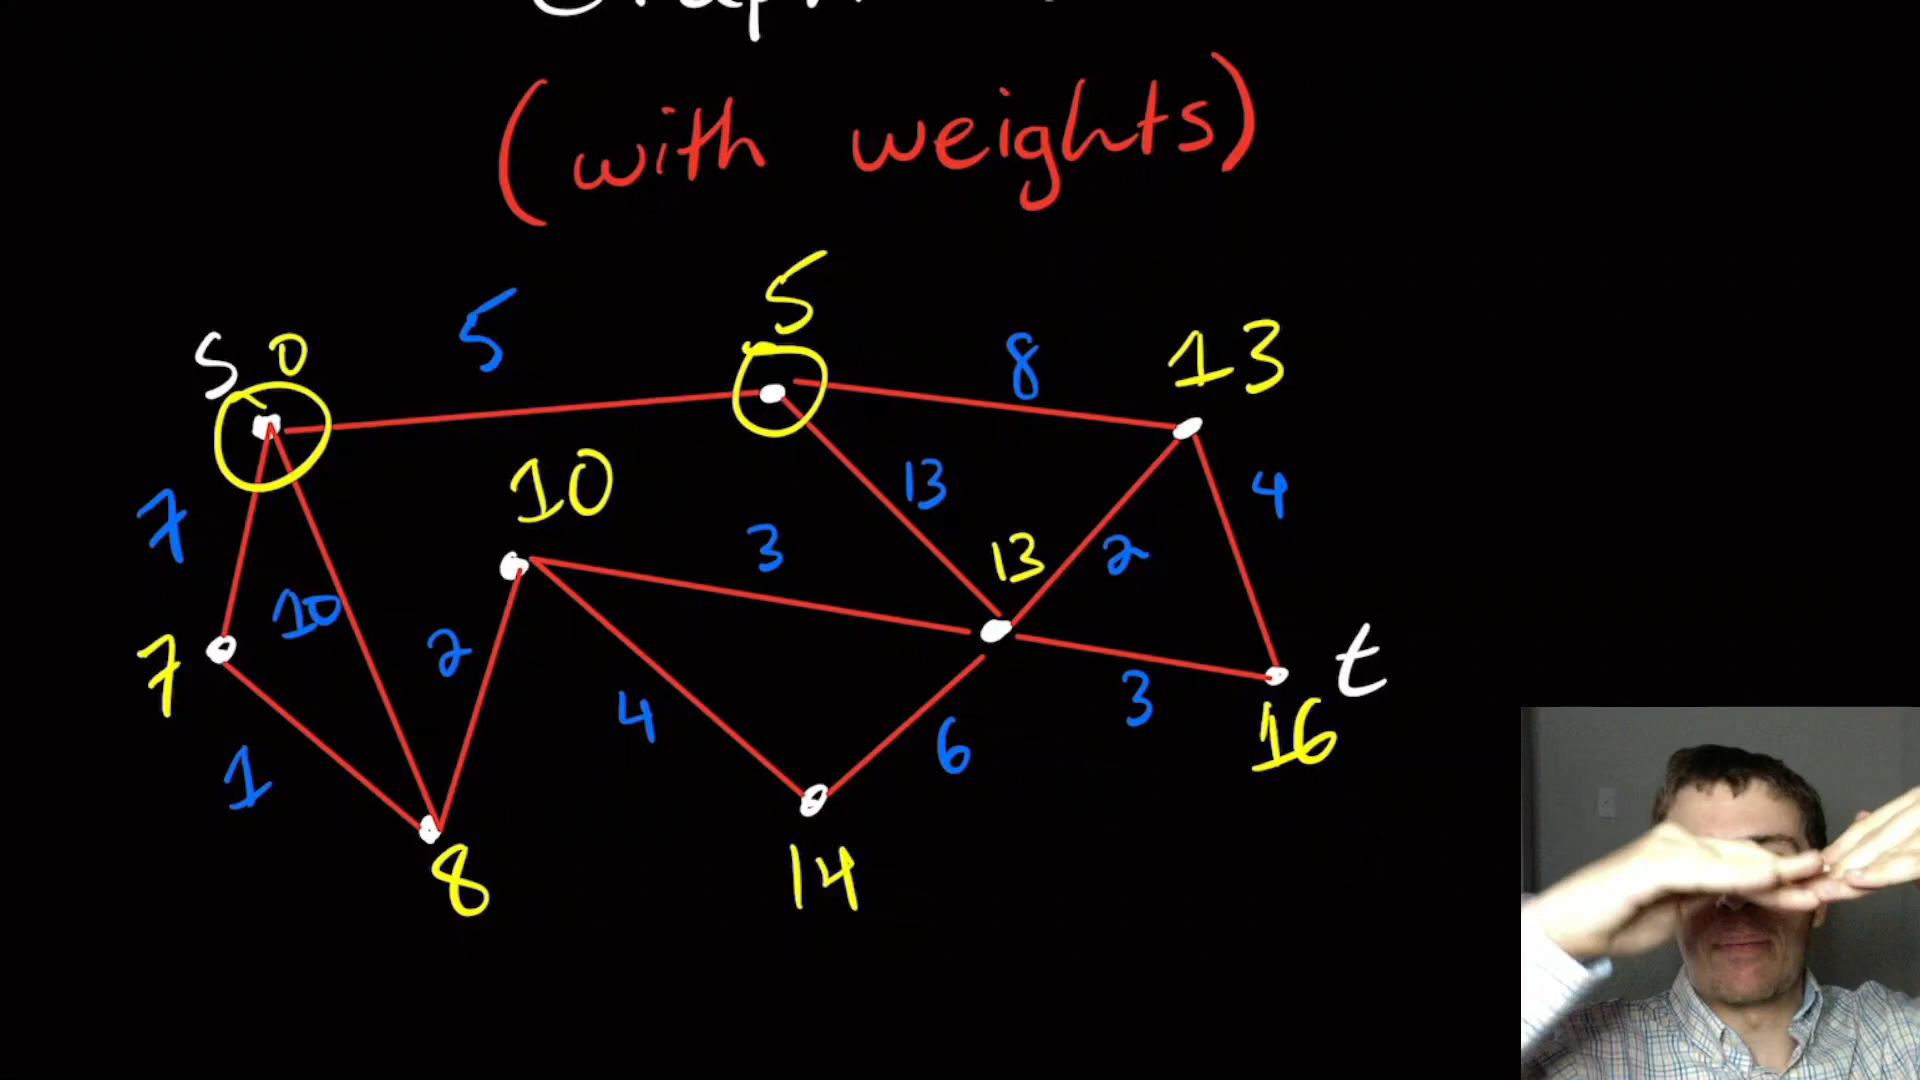 (with weights)
5
S 0 5 8 13
10 13 4
7 3 13 2
10 2 t
7 4 6 3 16
1
8 14